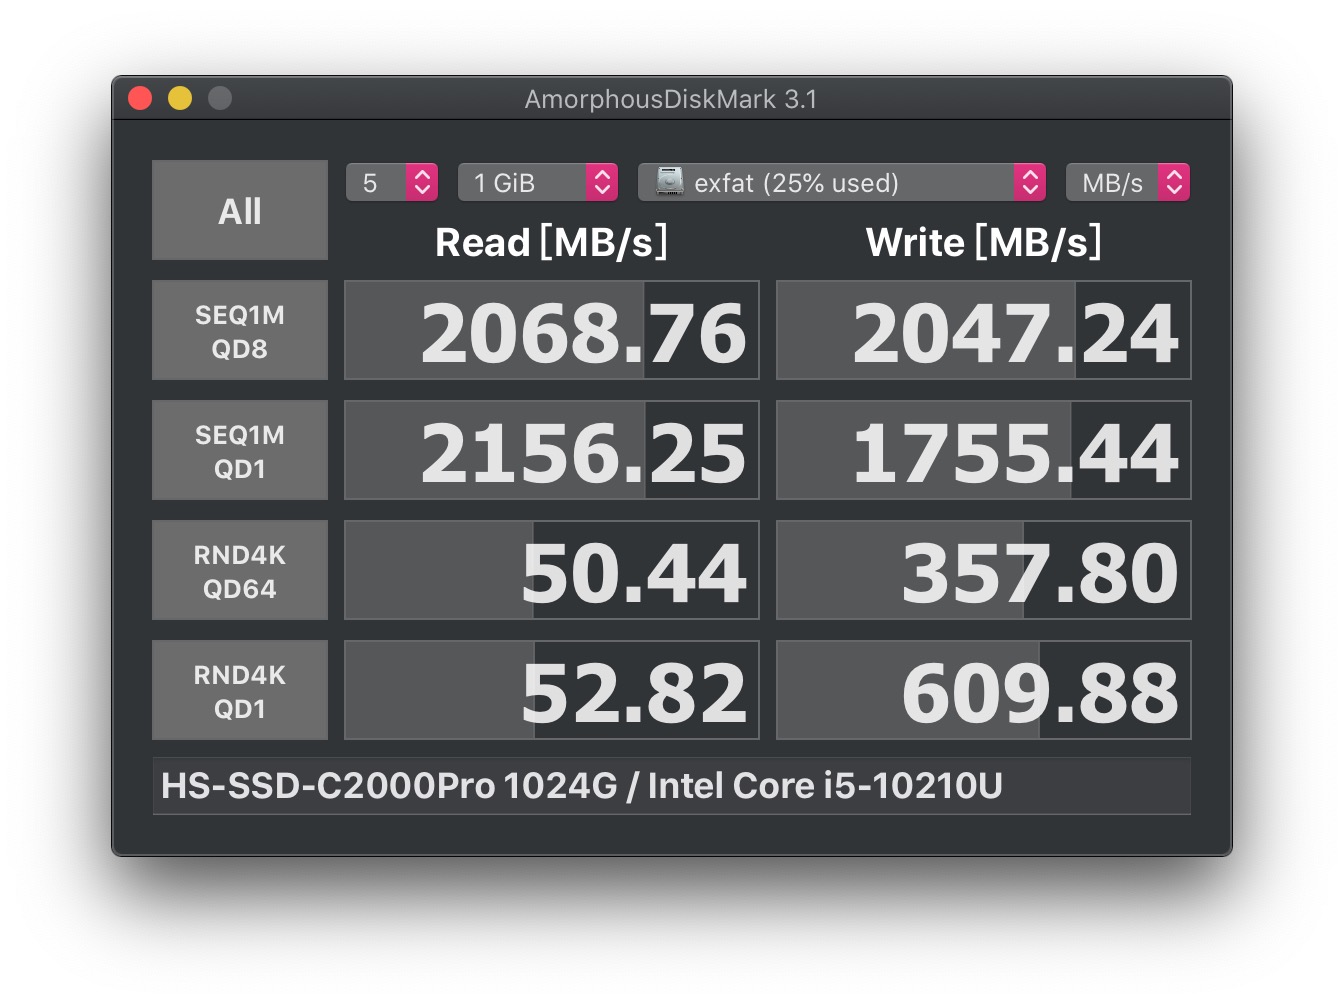 AmorphousDiskMark 3.1
All
5
1 GiB
exfat (25% used)
MB/s
Read [MB/s]
Write [MB/s]
SEQ1M
QD8
2068.76
2047.24
SEQ1M
QD1
2156.25
1755.44
RND4K
QD64
50.44
357.80
RND4K
QD1
52.82
609.88
HS-SSD-C2000Pro 1024G / Intel Core i5-10210U